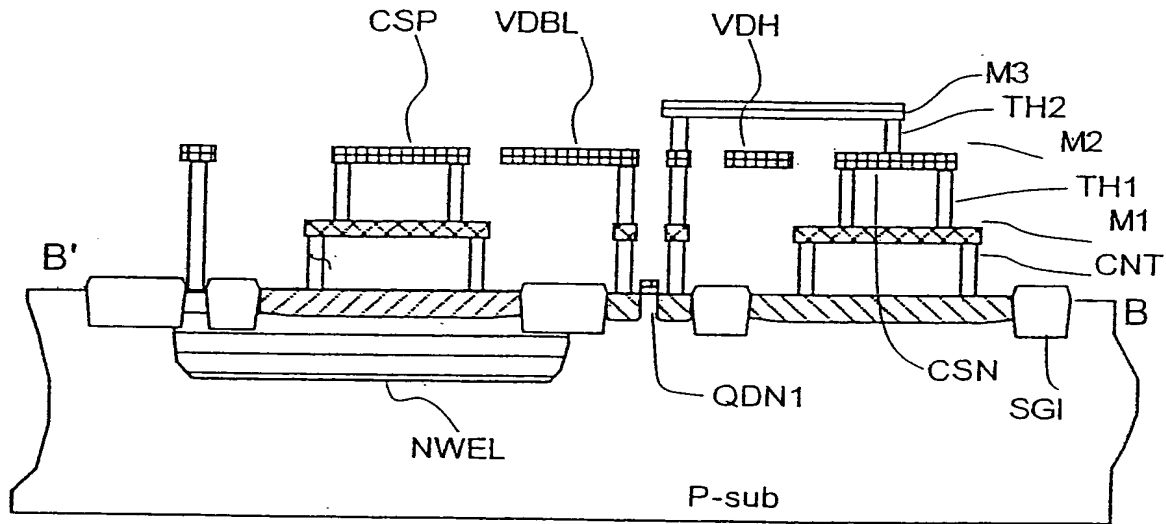 CSP
VDBL
VDH
M3
TH2
M2
TH1
M1
CNT
B'
B
CSN
QDN1
SGI
NWEL
P-sub